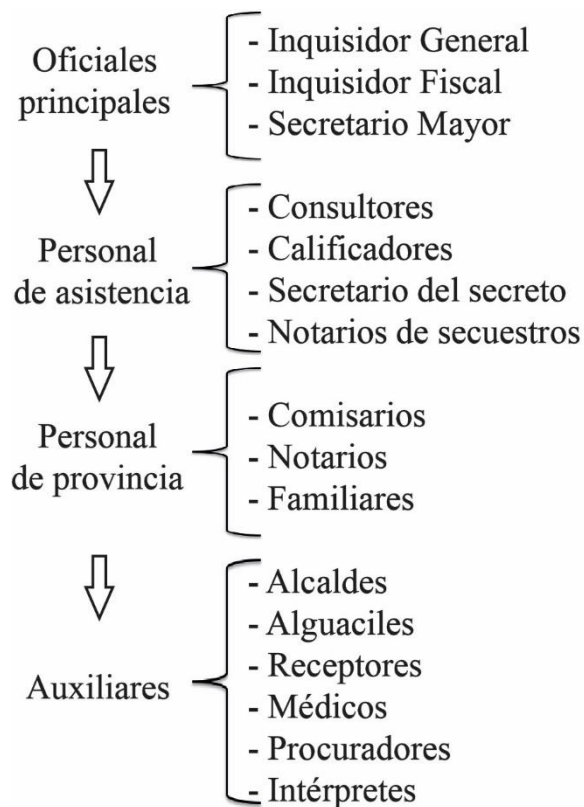 Oficiales
principales
- Inquisidor General
- Inquisidor Fiscal
- Secretario Mayor
Personal
de asistencia
- Consultores
- Calificadores
- Secretario del secreto
- Notarios de secuestros
Personal
de provincia
- Comisarios
- Notarios
- Familiares
Auxiliares
- Alcaldes
- Alguaciles
- Receptores
- Médicos
- Procuradores
- Intérpretes